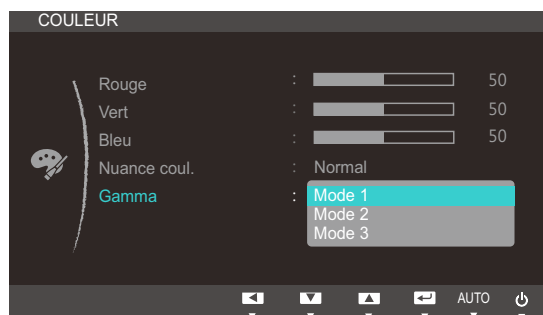 COULEUR
Rouge : 50
Vert : 50
Bleu : 50
Nuance coul. : Normal
Gamma : Mode 1
Mode 2
Mode 3
AUTO